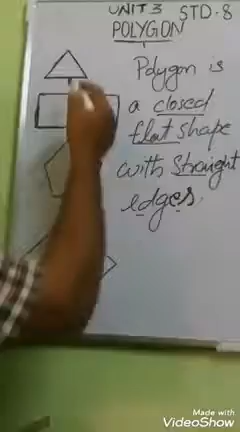 UNIT 3 STD-8
POLYGON
Polygon is
a closed
flat shape
with straight
edges.
Made with
VideoShow